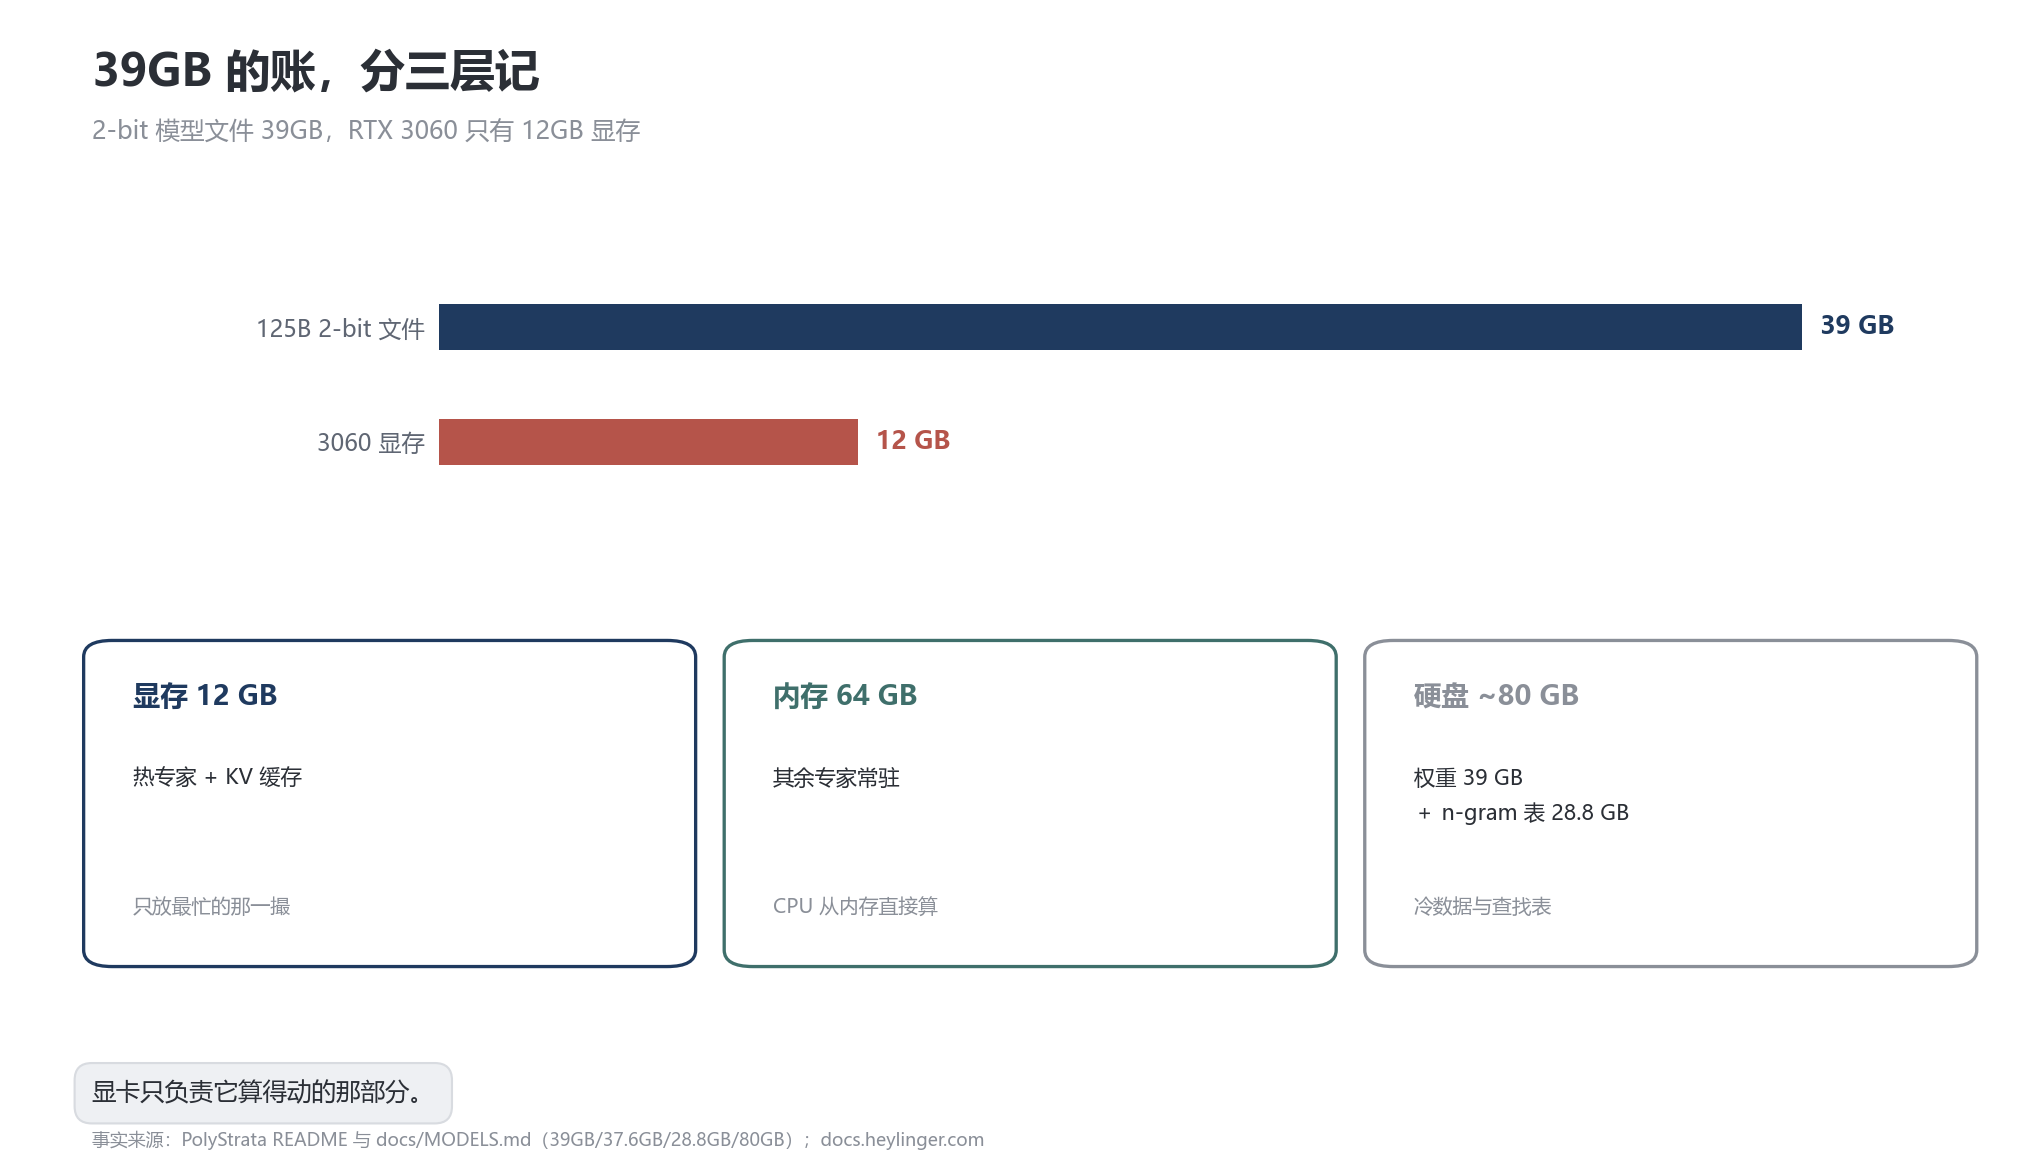 39GB 的账，分三层记
2-bit 模型文件 39GB，RTX 3060 只有 12GB 显存
125B 2-bit 文件
39 GB
3060 显存
12 GB
显存 12 GB
热专家 + KV 缓存
只放最忙的那一撮
内存 64 GB
其余专家常驻
CPU 从内存直接算
硬盘 ~80 GB
权重 39 GB
+ n-gram 表 28.8 GB
冷数据与查找表
显卡只负责它算得动的那部分。
事实来源：PolyStrata README 与 docs/MODELS.md（39GB/37.6GB/28.8GB/80GB）；docs.heylinger.com